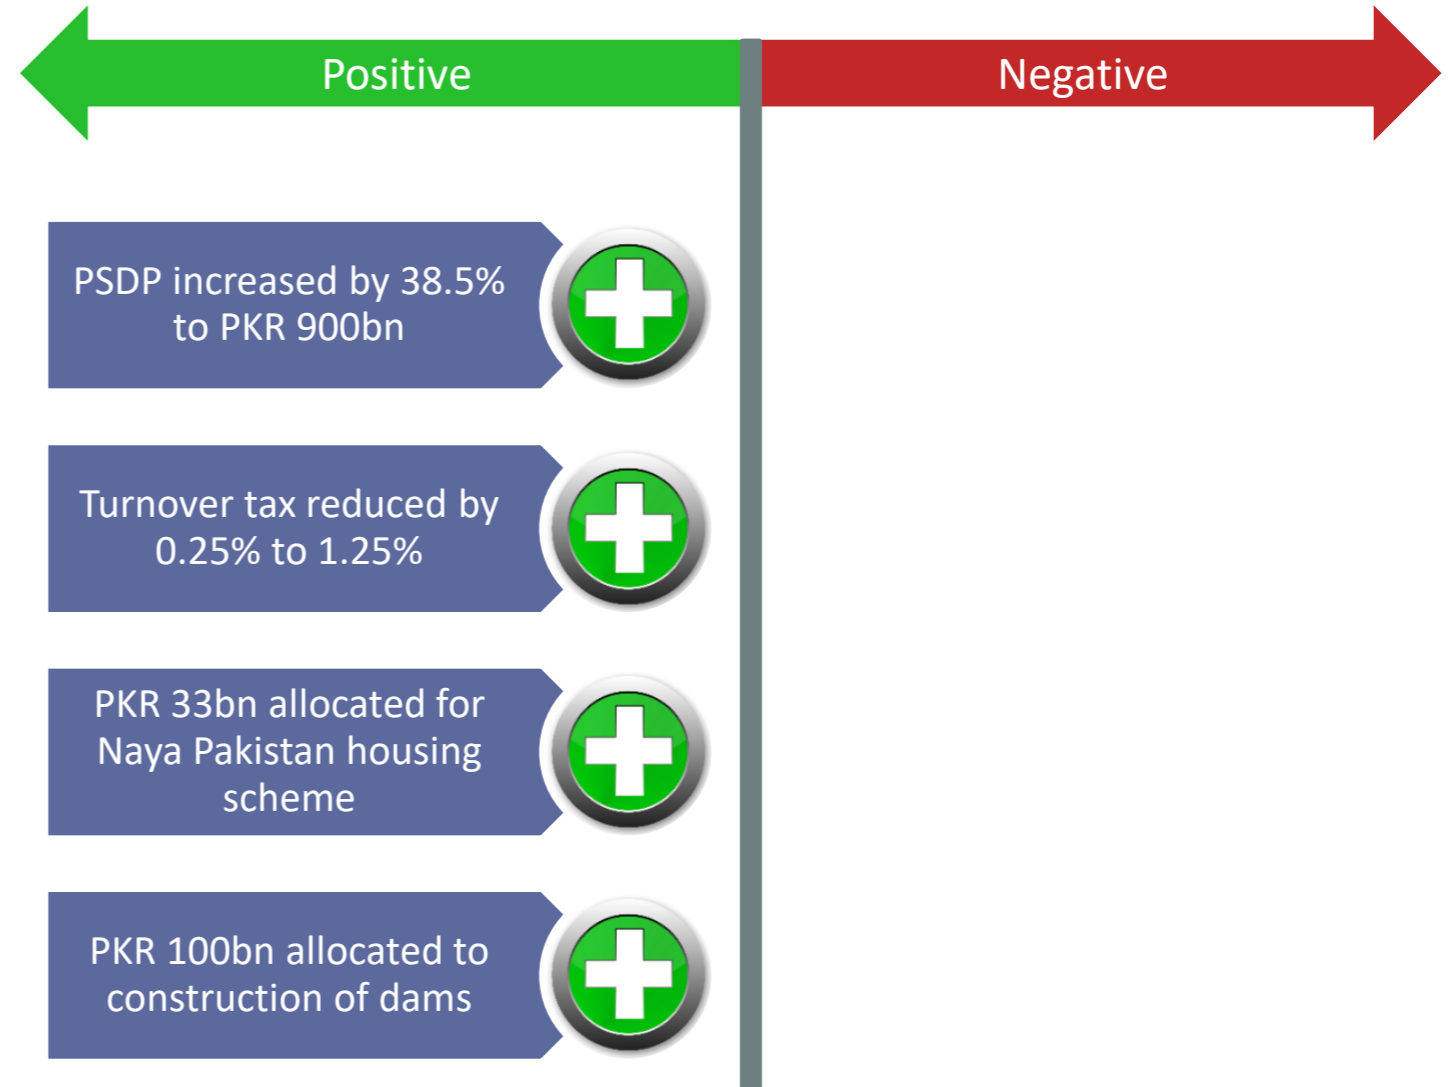 Positive
Negative
PSDP increased by 38.5%
to PKR 900bn
Turnover tax reduced by
0.25% to 1.25%
PKR 33bn allocated for
Naya Pakistan housing
scheme
PKR 100bn allocated to
construction of dams